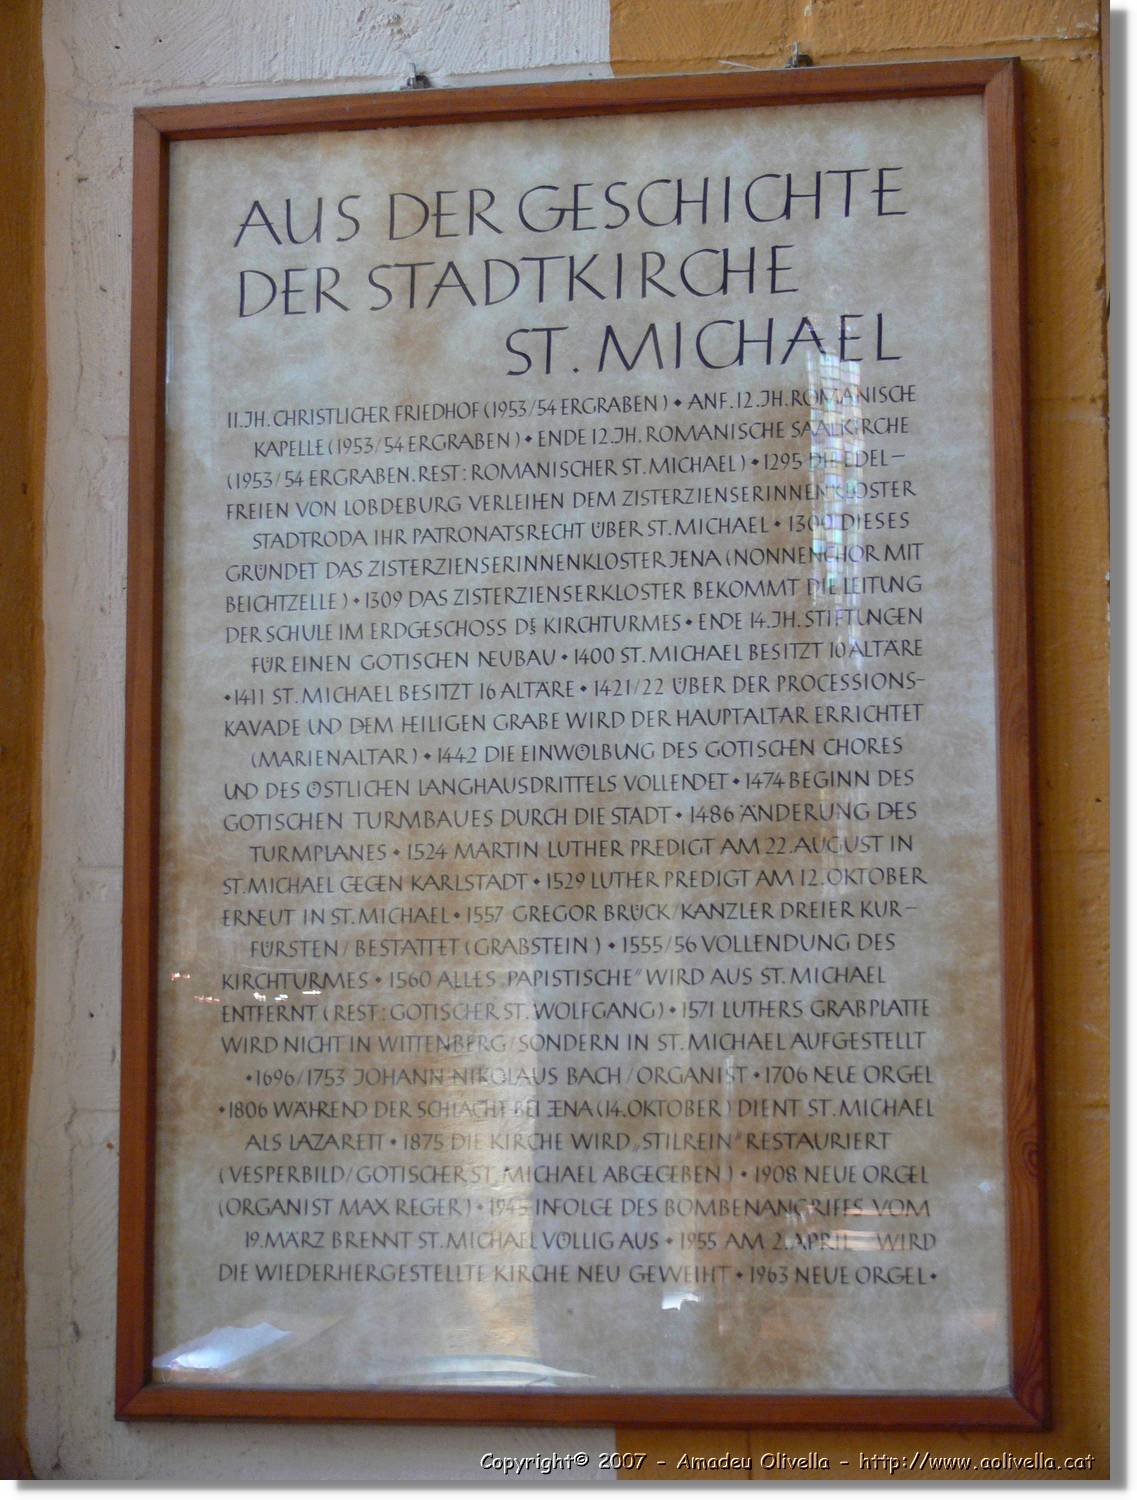 AUS DER GESCHICHTE
DER STADTKIRCHE
ST. MICHAEL
11.JH. CHRISTLICHER FRIEDHOF (1953/54 ERGRABEN) • ANF. 12. JH. ROMANISCHE
KAPELLE (1953/54 ERGRABEN) • ENDE 12. JH. ROMANISCHE SAALKIRCHE
(1953/54 ERGRABEN. REST: ROMANISCHER ST. MICHAEL) • 1295 DIE EDEL-
FREIEN VON LOBDEBURG VERLEIHEN DEM ZISTERZIENSERINNENKLOSTER
STADTRODA IHR PATRONATSRECHT ÜBER ST. MICHAEL • 1300 DIESES
GRÜNDET DAS ZISTERZIENSERINNENKLOSTER JENA (NONNENCHOR MIT
BEICHTZELLE) • 1309 DAS ZISTERZIENSERKLOSTER BEKOMMT DIE LEITUNG
DER SCHULE IM ERDGESCHOSS DES KIRCHTURMES • ENDE 14. JH. STIFTUNGEN
FÜR EINEN GOTISCHEN NEUBAU • 1400 ST. MICHAEL BESITZT 10 ALTÄRE
• 1411 ST. MICHAEL BESITZT 16 ALTÄRE • 1421/22 ÜBER DER PROCESSIONS-
KAVADE UND DEM HEILIGEN GRABE WIRD DER HAUPTALTAR ERRICHTET
(MARIENALTAR) • 1442 DIE EINWÖLBUNG DES GOTISCHEN CHORES
UND DES ÖSTLICHEN LANGHAUSDRITTELS VOLLENDET • 1474 BEGINN DES
GOTISCHEN TURMBAUES DURCH DIE STADT • 1486 ÄNDERUNG DES
TURMPLANES • 1524 MARTIN LUTHER PREDIGT AM 22. AUGUST IN
ST. MICHAEL GEGEN KARLSTADT • 1529 LUTHER PREDIGT AM 12. OKTOBER
ERNEUT IN ST. MICHAEL • 1557 GREGOR BRÜCK/KANZLER DREIER KUR-
FÜRSTEN/BESTATTET (GRABSTEIN) • 1555/56 VOLLENDUNG DES
KIRCHTURMES • 1560 ALLES „PAPISTISCHE" WIRD AUS ST. MICHAEL
ENTFERNT (REST: GOTISCHER ST. WOLFGANG) • 1571 LUTHERS GRABPLATTE
WIRD NICHT IN WITTENBERG/SONDERN IN ST. MICHAEL AUFGESTELLT
• 1696/1753 JOHANN NIKOLAUS BACH/ORGANIST • 1706 NEUE ORGEL
• 1806 WÄHREND DER SCHLACHT BEI JENA (14. OKTOBER) DIENT ST. MICHAEL
ALS LAZARETT • 1875 DIE KIRCHE WIRD „STILREIN" RESTAURIERT
(VESPERBILD/GOTISCHER ST. MICHAEL ABGEGEBEN) • 1908 NEUE ORGEL
(ORGANIST MAX REGER) • 1945 INFOLGE DES BOMBENANGRIFFS VOM
19. MÄRZ BRENNT ST. MICHAEL VÖLLIG AUS • 1955 AM 2. APRIL WIRD
DIE WIEDERHERGESTELLTE KIRCHE NEU GEWEIHT • 1963 NEUE ORGEL •
Copyright© 2007 - Amadeu Olivella - http://www.aolivella.cat